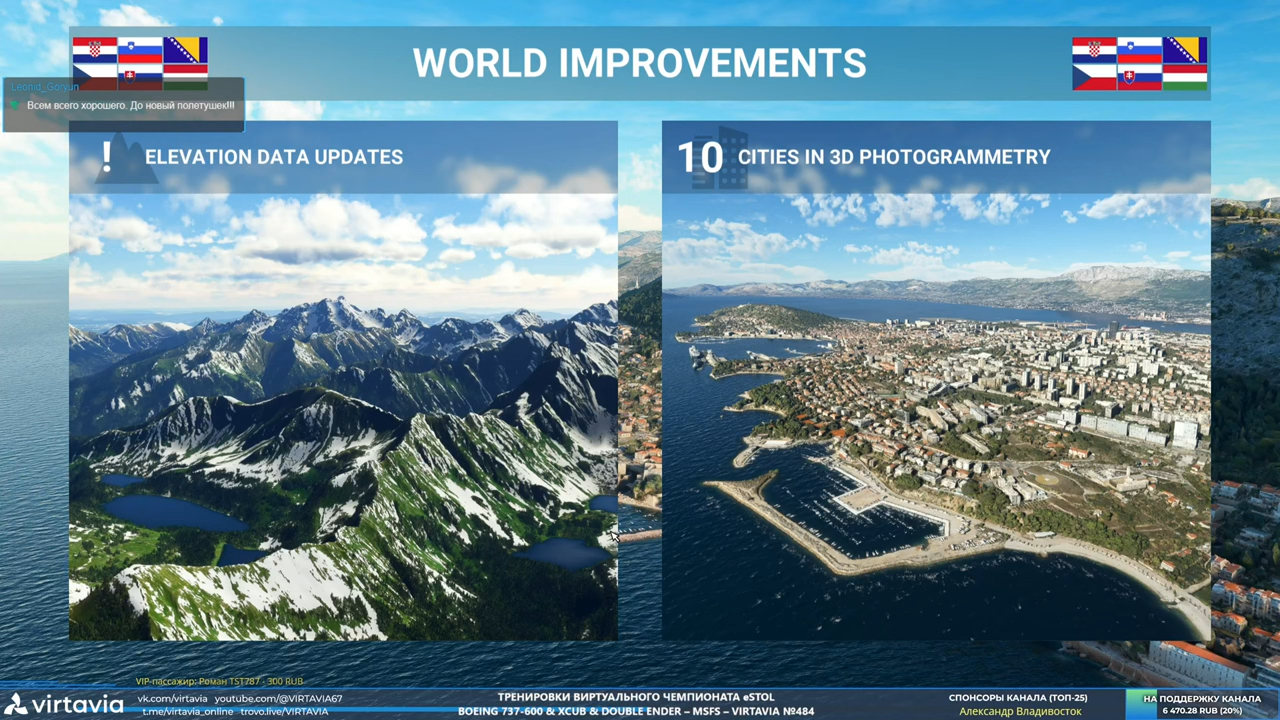 WORLD IMPROVEMENTS
Leonid_Goryun
Всем всего хорошего. До новый полетушек!!!
! ELEVATION DATA UPDATES
10 CITIES IN 3D PHOTOGRAMMETRY
VIP-пассажир: Роман TST787 - 300 RUB
virtavia
vk.com/virtavia youtube.com/@VIRTAVIA67
t.me/virtavia_online trovo.live/VIRTAVIA
ТРЕНИРОВКИ ВИРТУАЛЬНОГО ЧЕМПИОНАТА eSTOL
BOEING 737-600 & XCUB & DOUBLE ENDER – MSFS – VIRTAVIA №484
СПОНСОРЫ КАНАЛА (ТОП-25)
Александр Владивосток
НА ПОДДЕРЖКУ КАНАЛА
6 470.28 RUB (20%)